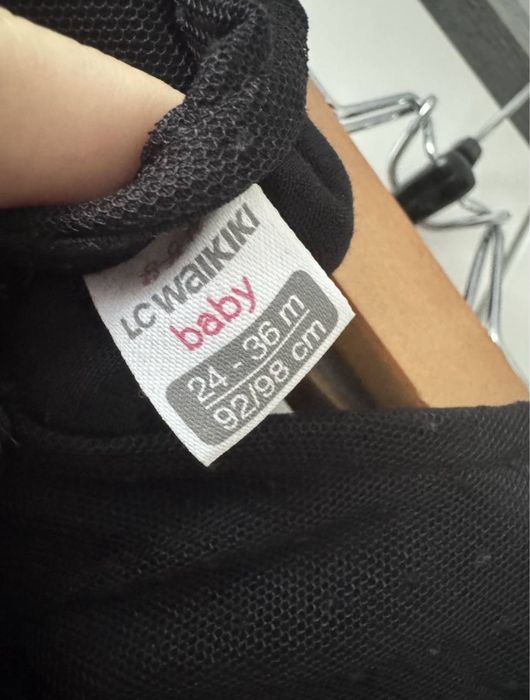 LC WAIKIKI
baby
24 - 36 m
92/98 cm